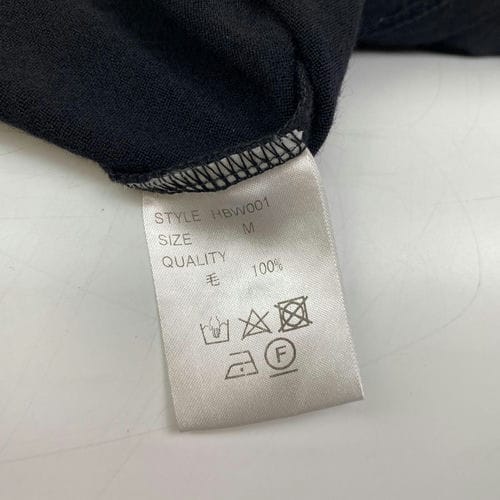 STYLE HBW001
SIZE M
QUALITY
毛 100%
F